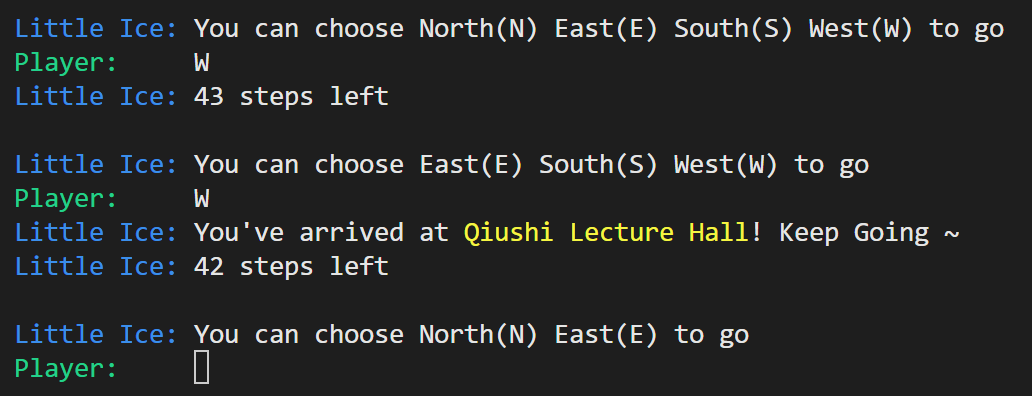 Little Ice: You can choose North(N) East(E) South(S) West(W) to go
Player: W
Little Ice: 43 steps left
Little Ice: You can choose East(E) South(S) West(W) to go
Player: W
Little Ice: You've arrived at Qiushi Lecture Hall! Keep Going ~
Little Ice: 42 steps left
Little Ice: You can choose North(N) East(E) to go
Player: